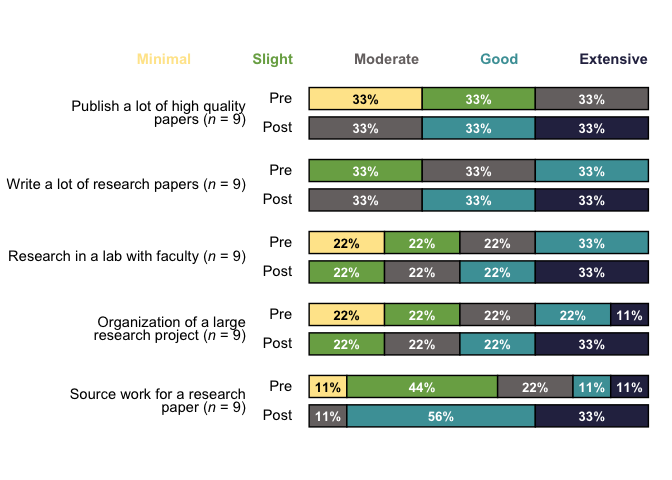 Minimal Slight Moderate Good Extensive
Publish a lot of high quality
papers (n = 9)
Pre 33% 33% 33%
Post 33% 33% 33%
Write a lot of research papers (n = 9)
Pre 33% 33% 33%
Post 33% 33% 33%
Research in a lab with faculty (n = 9)
Pre 22% 22% 22% 33%
Post 22% 22% 22% 33%
Organization of a large
research project (n = 9)
Pre 22% 22% 22% 22% 11%
Post 22% 22% 22% 33%
Source work for a research
paper (n = 9)
Pre 11% 44% 22% 11% 11%
Post 11% 56% 33%